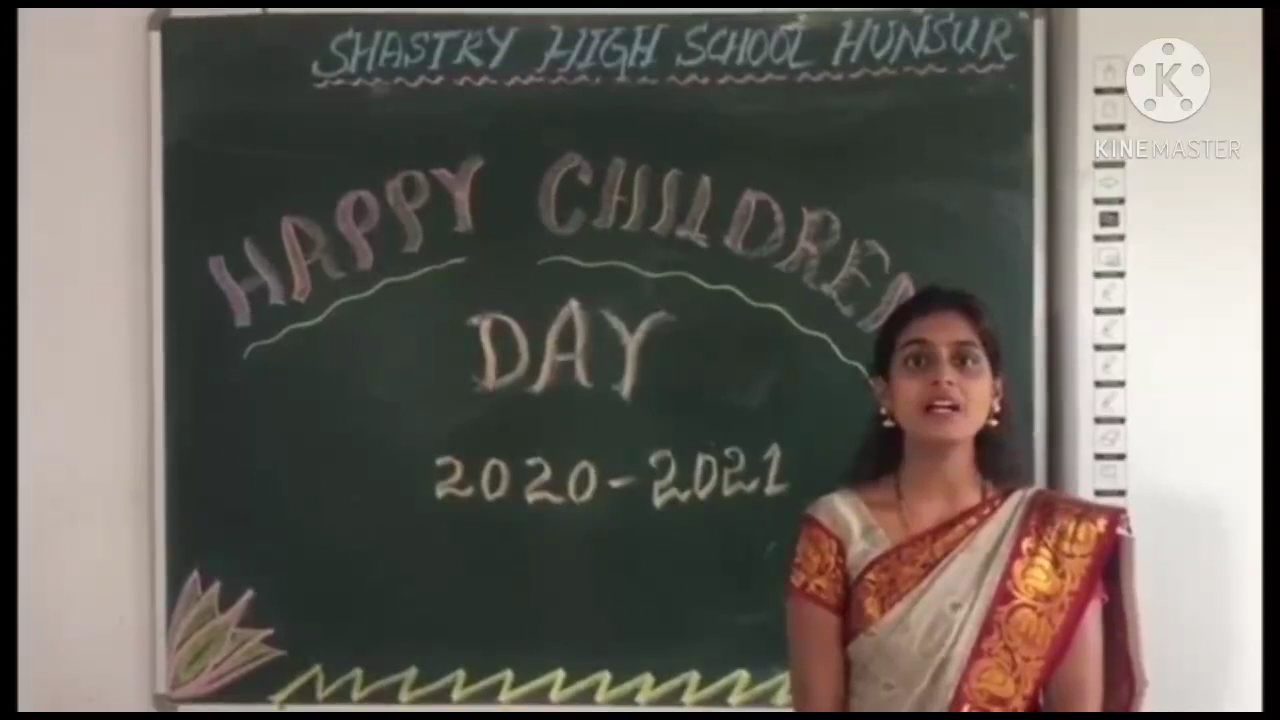 SHASTRY HIGH SCHOOL HUNSUR
HAPPY CHILDREN
DAY
2020-2021
K
KINEMASTER